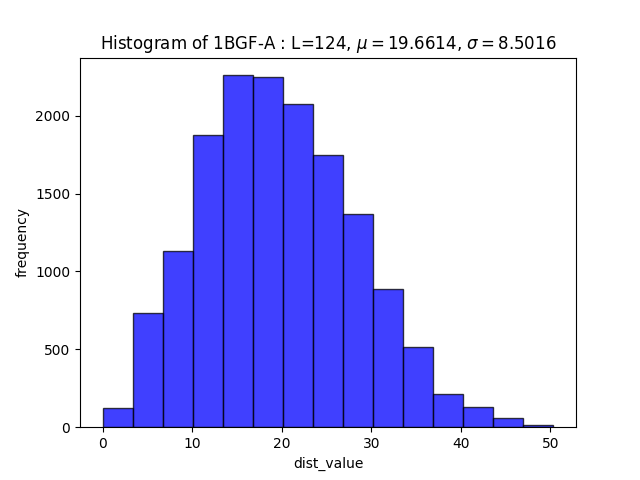 Histogram of 1BGF-A : L=124, μ = 19.6614, σ = 8.5016
2000
1500
1000
500
0
frequency
0 10 20 30 40 50
dist_value